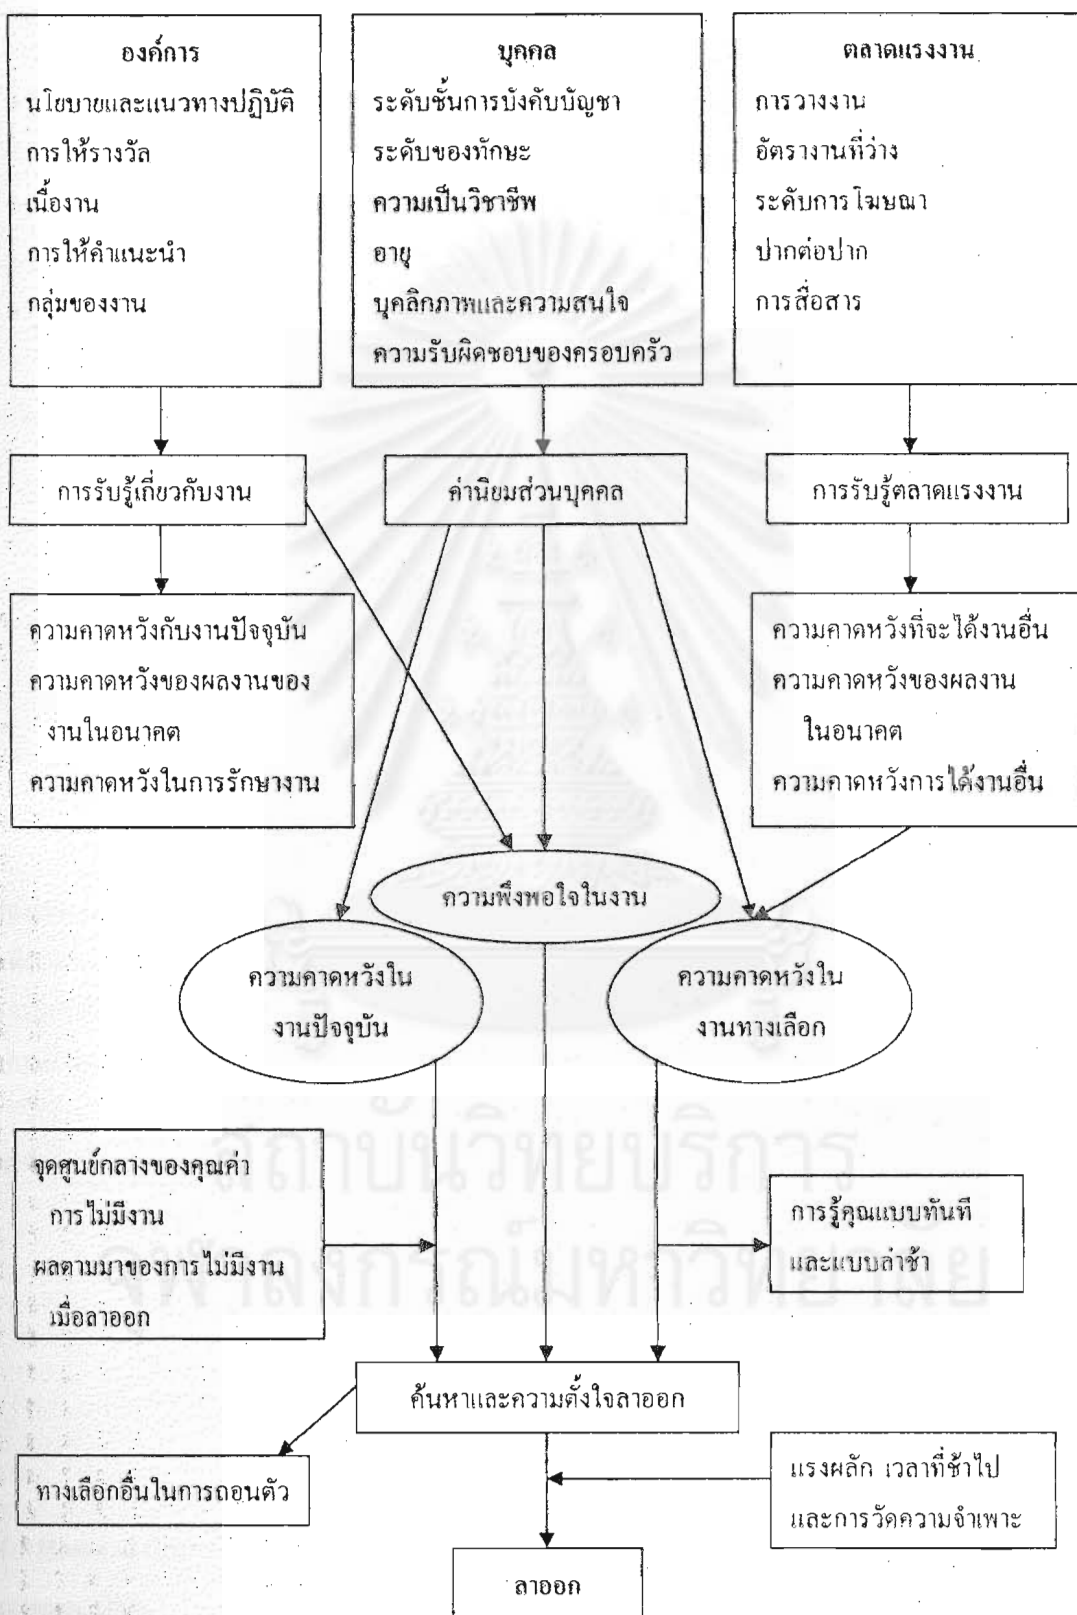 องค์การ
นโยบายและแนวทางปฏิบัติ
การให้รางวัล
เนื้องาน
การให้คำแนะนำ
กลุ่มของงาน
บุคคล
ระดับชั้นการบังคับบัญชา
ระดับของทักษะ
ความเป็นวิชาชีพ
อายุ
บุคลิกภาพและความสนใจ
ความรับผิดชอบของครอบครัว
ตลาดแรงงาน
การวางงาน
อัตรางานที่ว่าง
ระดับการโฆษณา
ปากต่อปาก
การสื่อสาร
การรับรู้เกี่ยวกับงาน
ค่านิยมส่วนบุคคล
การรับรู้ตลาดแรงงาน
ความคาดหวังกับงานปัจจุบัน
ความคาดหวังของผลงานของ
งานในอนาคต
ความคาดหวังในการรักษางาน
ความคาดหวังที่จะได้งานอื่น
ความคาดหวังของผลงาน
ในอนาคต
ความคาดหวังการได้งานอื่น
ความพึงพอใจในงาน
ความคาดหวังใน
งานปัจจุบัน
ความคาดหวังใน
งานทางเลือก
จุดศูนย์กลางของคุณค่า
การไม่มีงาน
ผลตามมาของการไม่มีงาน
เมื่อลาออก
การรู้คุณแบบทันที
และแบบล่าช้า
สถาบันวิทยบริการ
จุฬาลงกรณ์มหาวิทยาลัย
ค้นหาและความตั้งใจลาออก
ทางเลือกอื่นในการถอนตัว
แรงผลัก เวลาที่ช้าไป
และการวัดความจำเพาะ
ลาออก